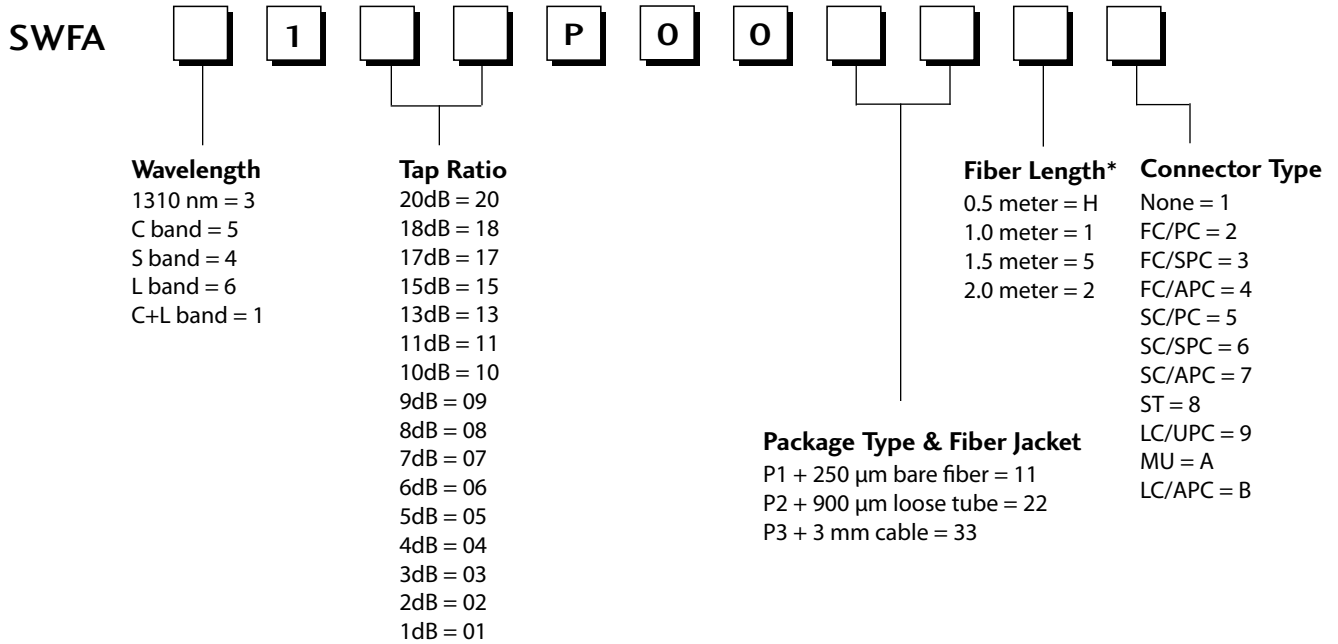 SWFA 1 P 0 0
Wavelength
1310 nm = 3
C band = 5
S band = 4
L band = 6
C+L band = 1
Tap Ratio
20dB = 20
18dB = 18
17dB = 17
15dB = 15
13dB = 13
11dB = 11
10dB = 10
9dB = 09
8dB = 08
7dB = 07
6dB = 06
5dB = 05
4dB = 04
3dB = 03
2dB = 02
1dB = 01
Package Type & Fiber Jacket
P1 + 250 µm bare fiber = 11
P2 + 900 µm loose tube = 22
P3 + 3 mm cable = 33
Fiber Length*
0.5 meter = H
1.0 meter = 1
1.5 meter = 5
2.0 meter = 2
Connector Type
None = 1
FC/PC = 2
FC/SPC = 3
FC/APC = 4
SC/PC = 5
SC/SPC = 6
SC/APC = 7
ST = 8
LC/UPC = 9
MU = A
LC/APC = B